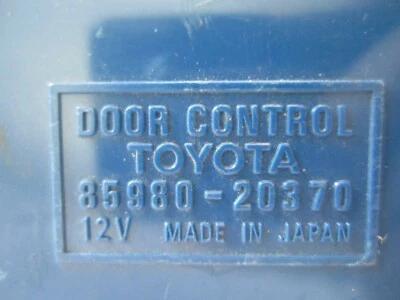 DOOR CONTROL
TOYOTA
85980-20370
12V MADE IN JAPAN